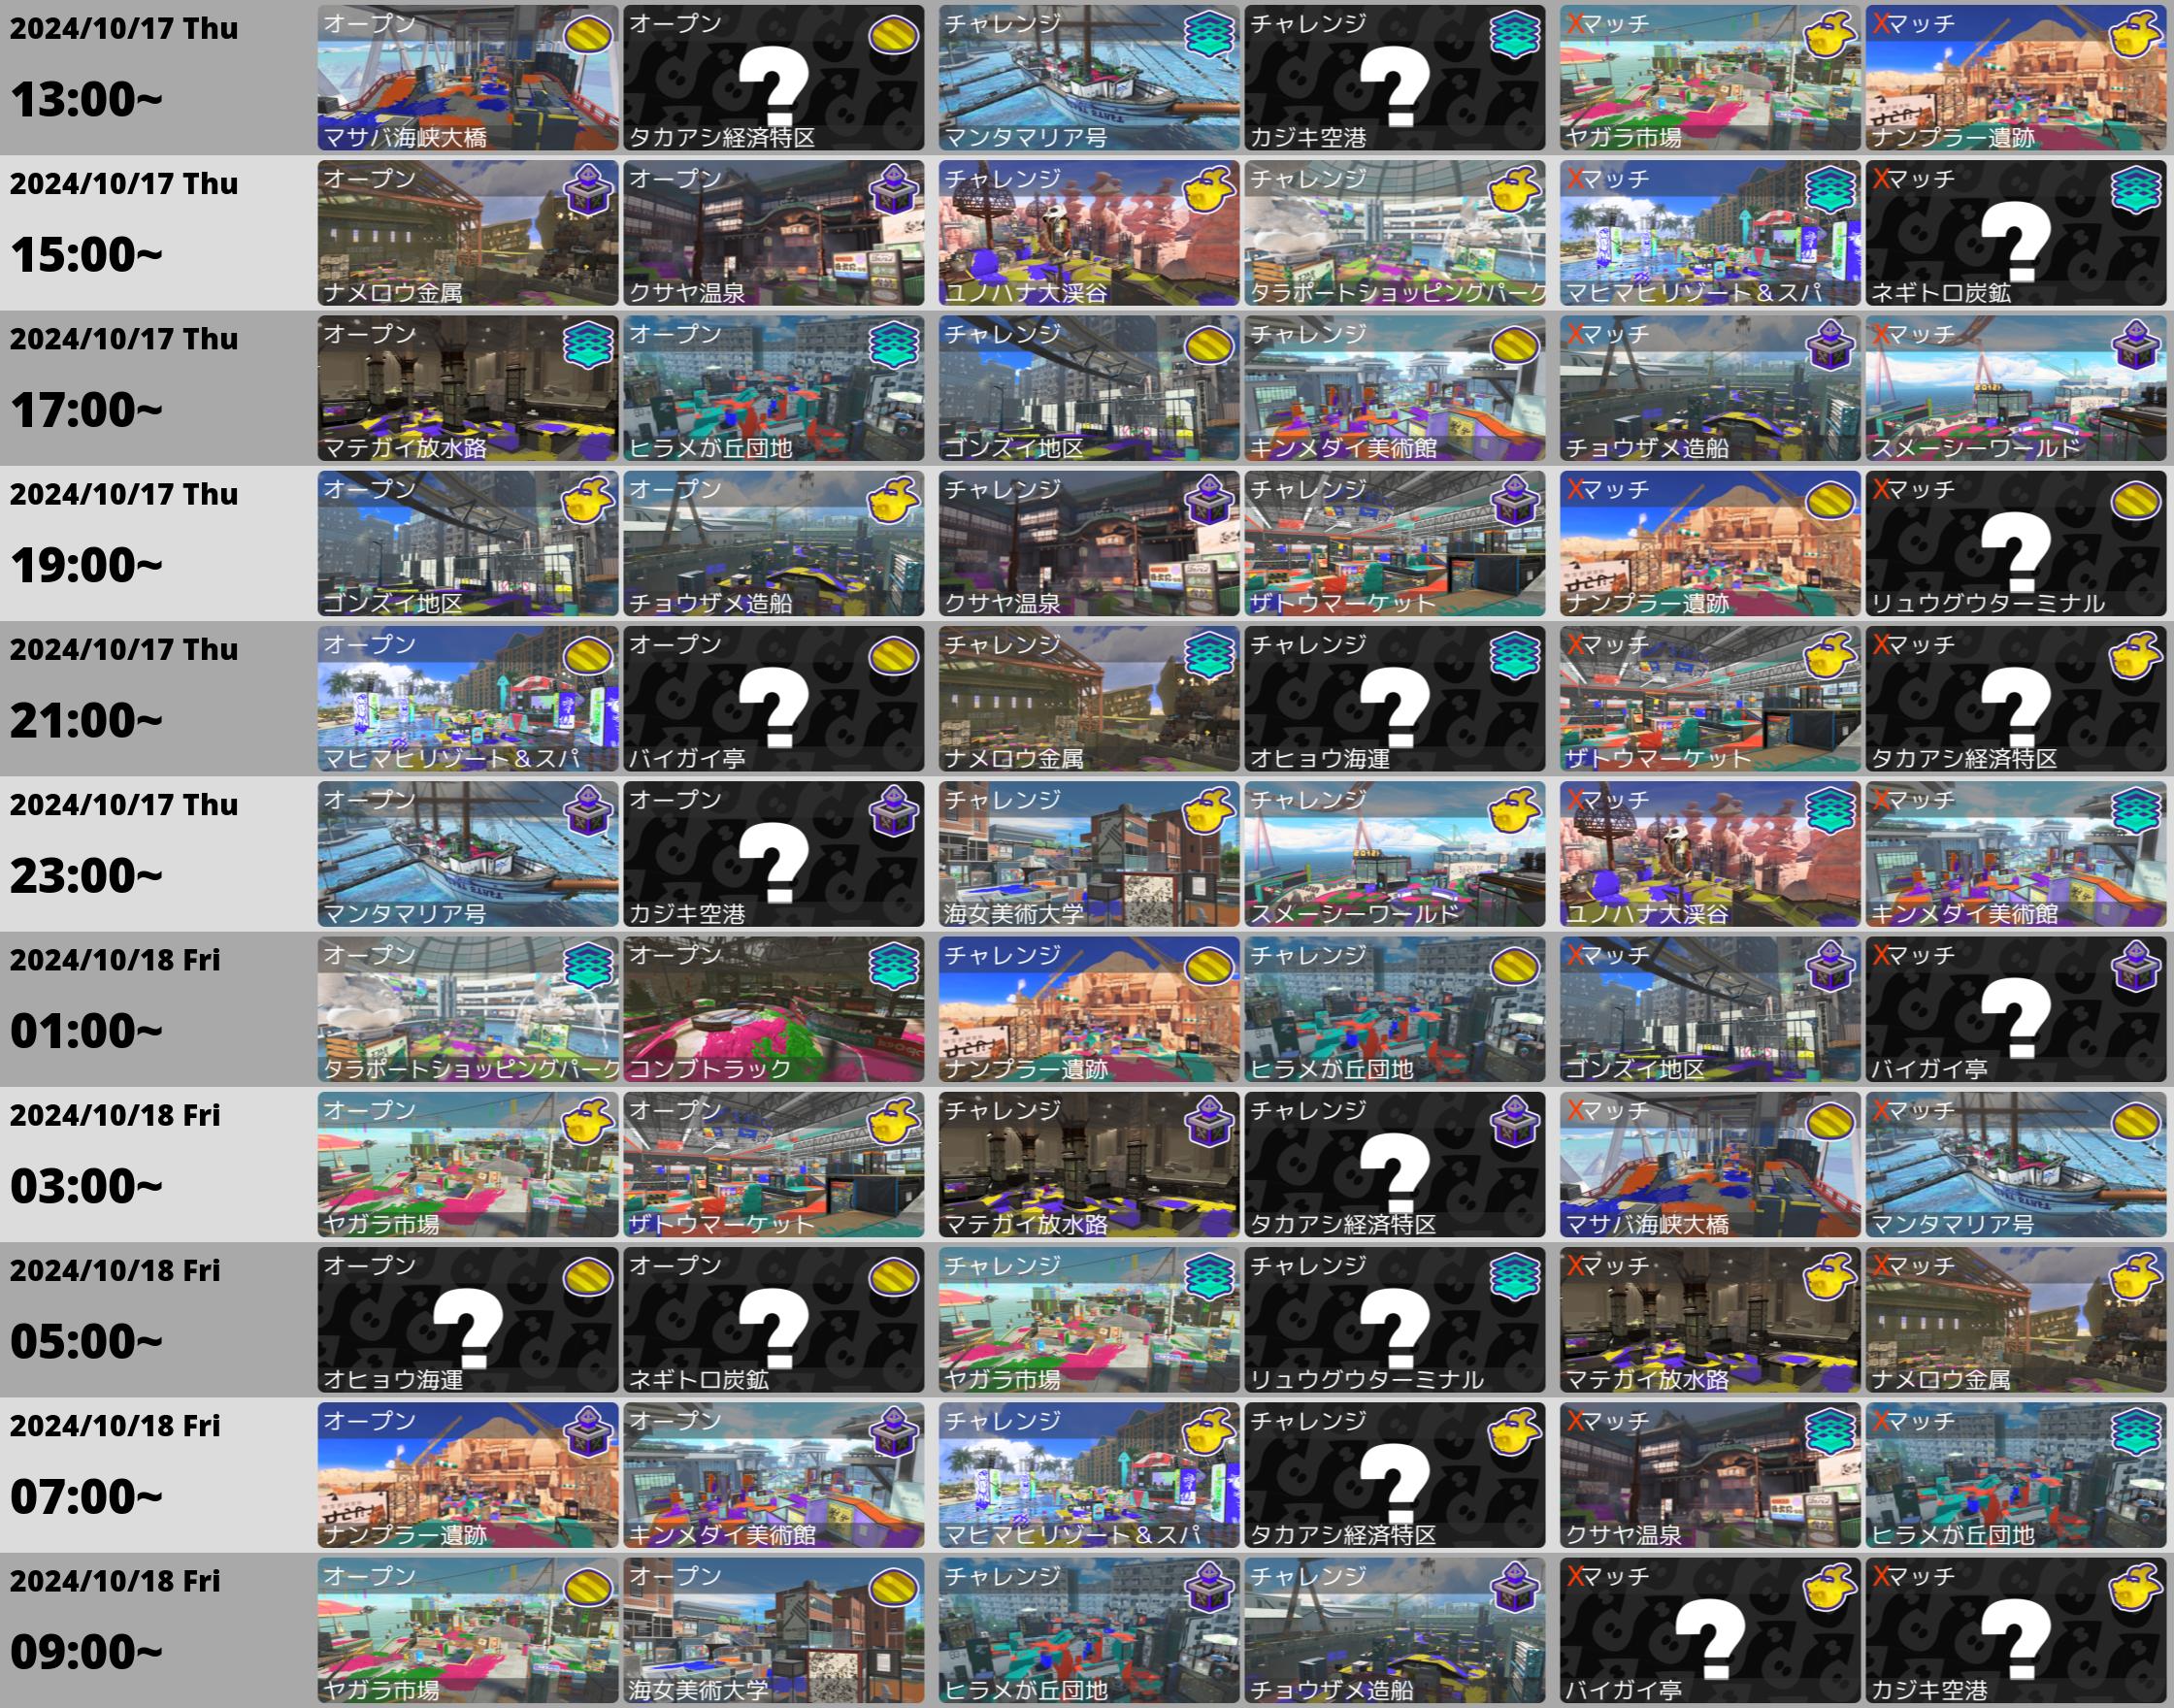 2024/10/17 Thu
13:00~
オープン
マサバ海峡大橋
オープン
タカアシ経済特区
チャレンジ
マンタマリア号
チャレンジ
カジキ空港
Xマッチ
ヤガラ市場
Xマッチ
ナンプラー遺跡
2024/10/17 Thu
15:00~
オープン
ナメロウ金属
オープン
クサヤ温泉
チャレンジ
ユノハナ大渓谷
チャレンジ
タラポートショッピングパーク
Xマッチ
マヒマヒリゾート&スパ
Xマッチ
ネギトロ炭鉱
2024/10/17 Thu
17:00~
オープン
マテガイ放水路
オープン
ヒラメが丘団地
チャレンジ
ゴンズイ地区
チャレンジ
キンメダイ美術館
Xマッチ
チョウザメ造船
Xマッチ
スメーシーワールド
2024/10/17 Thu
19:00~
オープン
ゴンズイ地区
オープン
チョウザメ造船
チャレンジ
クサヤ温泉
チャレンジ
ザトウマーケット
Xマッチ
ナンプラー遺跡
Xマッチ
リュウグウターミナル
2024/10/17 Thu
21:00~
オープン
マヒマヒリゾート&スパ
オープン
バイガイ亭
チャレンジ
ナメロウ金属
チャレンジ
オヒョウ海運
Xマッチ
ザトウマーケット
Xマッチ
タカアシ経済特区
2024/10/17 Thu
23:00~
オープン
マンタマリア号
オープン
カジキ空港
チャレンジ
海女美術大学
チャレンジ
スメーシーワールド
Xマッチ
ユノハナ大渓谷
Xマッチ
キンメダイ美術館
2024/10/18 Fri
01:00~
オープン
タラポートショッピングパーク
オープン
コンブトラック
チャレンジ
ナンプラー遺跡
チャレンジ
ヒラメが丘団地
Xマッチ
ゴンズイ地区
Xマッチ
バイガイ亭
2024/10/18 Fri
03:00~
オープン
ヤガラ市場
オープン
ザトウマーケット
チャレンジ
マテガイ放水路
チャレンジ
タカアシ経済特区
Xマッチ
マサバ海峡大橋
Xマッチ
マンタマリア号
2024/10/18 Fri
05:00~
オープン
オヒョウ海運
オープン
ネギトロ炭鉱
チャレンジ
ヤガラ市場
チャレンジ
リュウグウターミナル
Xマッチ
マテガイ放水路
Xマッチ
ナメロウ金属
2024/10/18 Fri
07:00~
オープン
ナンプラー遺跡
オープン
キンメダイ美術館
チャレンジ
マヒマヒリゾート&スパ
チャレンジ
タカアシ経済特区
Xマッチ
クサヤ温泉
Xマッチ
ヒラメが丘団地
2024/10/18 Fri
09:00~
オープン
ヤガラ市場
オープン
海女美術大学
チャレンジ
ヒラメが丘団地
チャレンジ
チョウザメ造船
Xマッチ
バイガイ亭
Xマッチ
カジキ空港